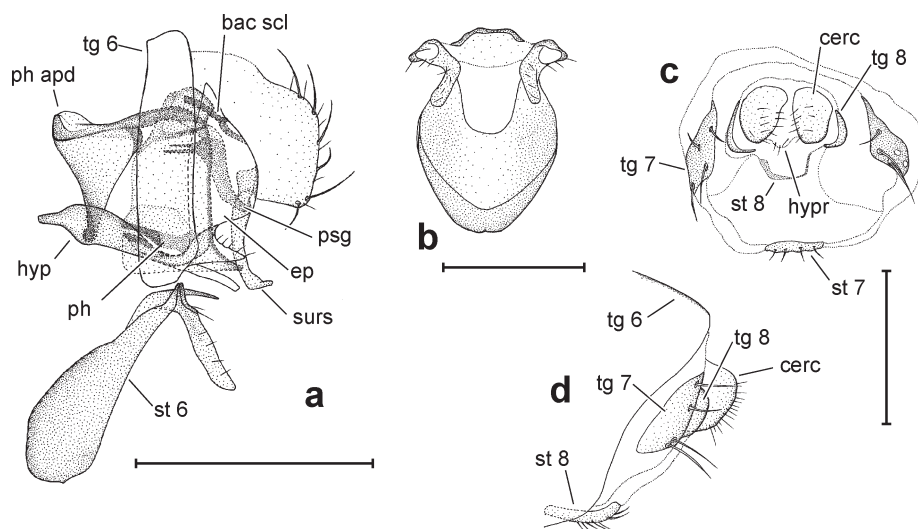 tg 6
bac scl
ph apd
hyp
ph
psg
ep
surs
st 6
a
b
c
cerc
tg 8
tg 7
st 8
hypr
st 7
tg 6
tg 8
tg 7
cerc
d
st 8